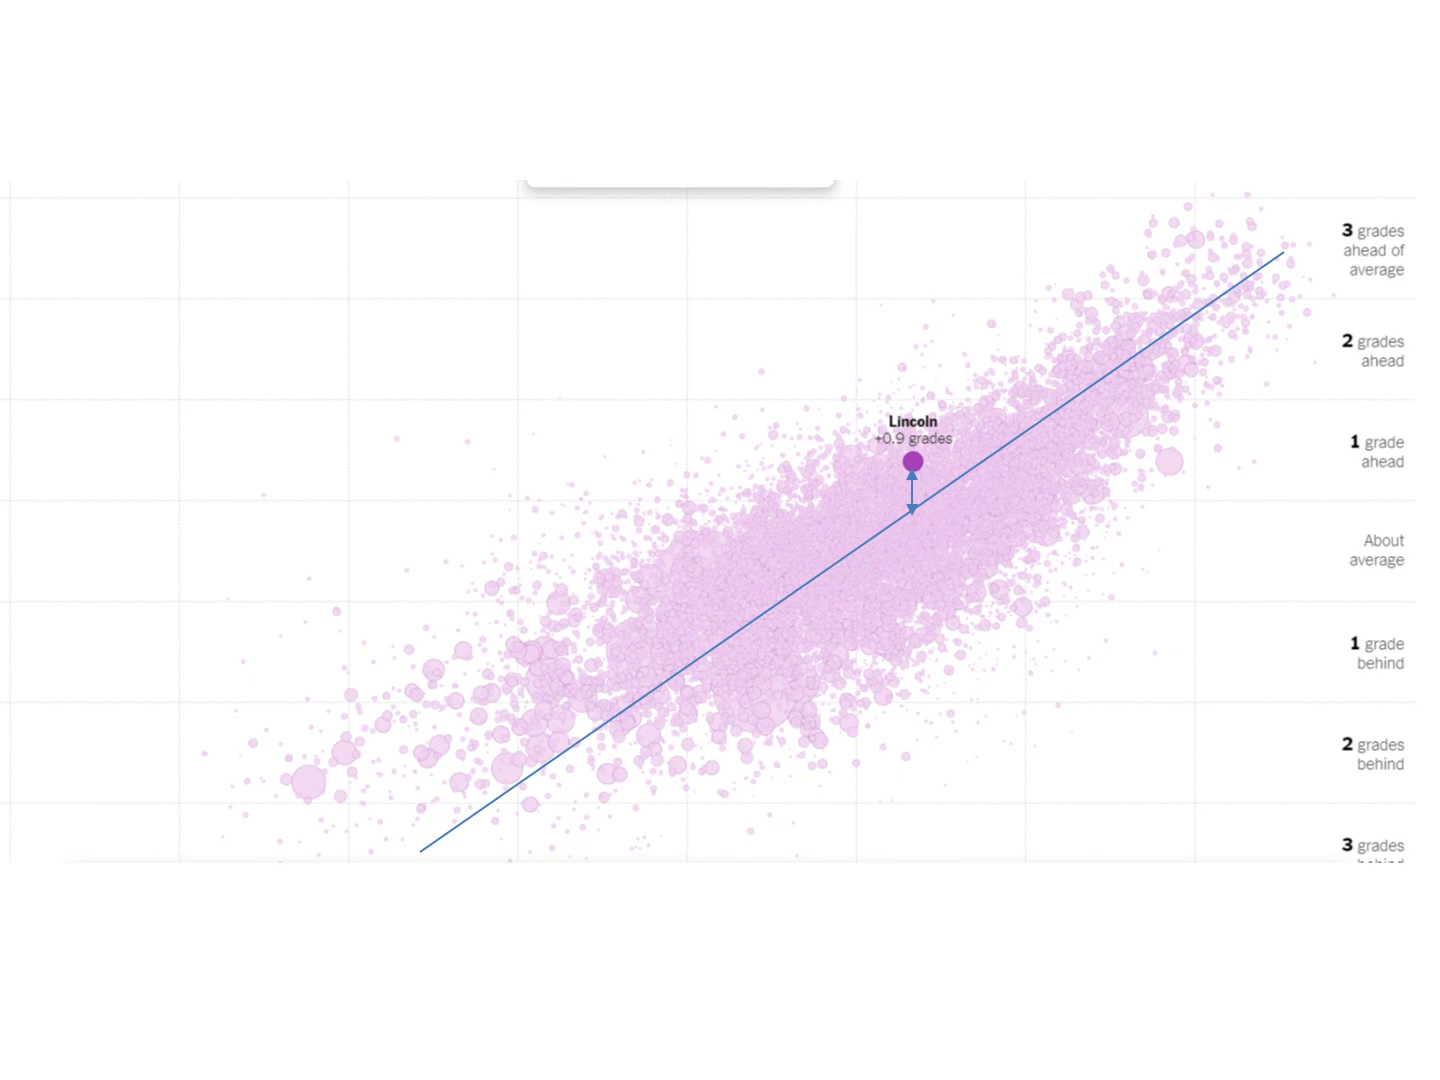 3 grades
ahead of
average
2 grades
ahead
Lincoln
+0.9 grades
1 grade
ahead
About
average
1 grade
behind
2 grades
behind
3 grades